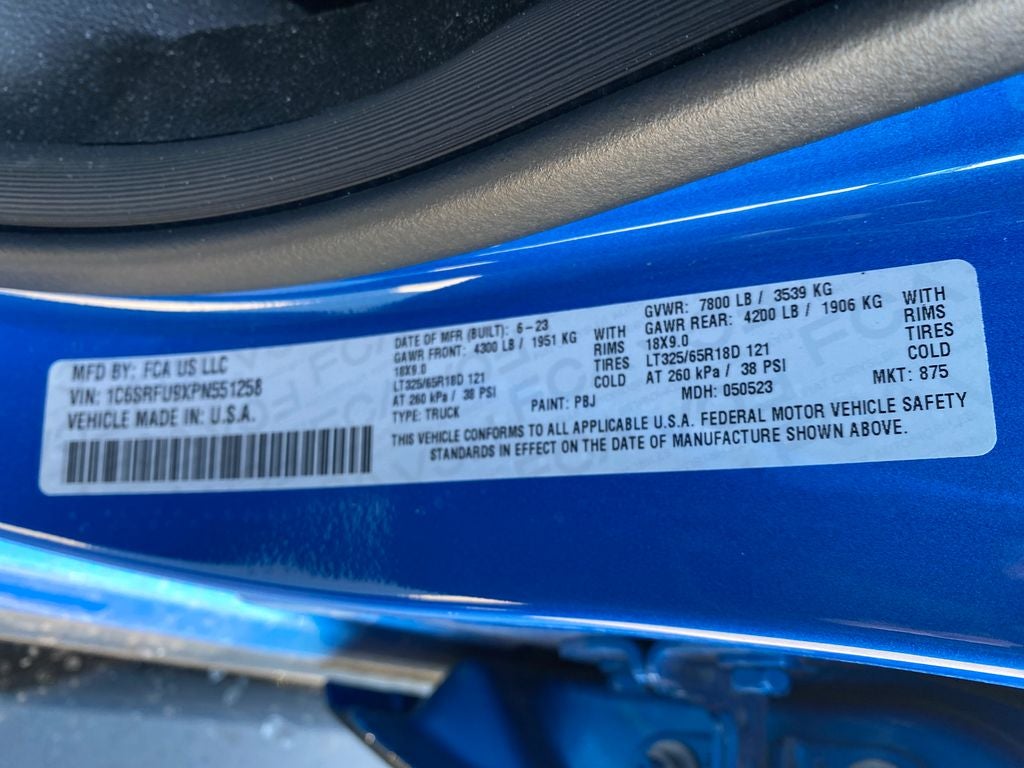 MFD BY: FCA US LLC
VIN: 1C6SRFU9XPN551258
VEHICLE MADE IN: U.S.A.
DATE OF MFR (BUILT): 6-23
GAWR FRONT: 4300 LB / 1951 KG
18X9.0
LT325/65R18D 121
AT 260 kPa / 38 PSI
TYPE: TRUCK
WITH
RIMS
TIRES
COLD
PAINT: PBJ
GVWR: 7800 LB / 3539 KG
GAWR REAR: 4200 LB / 1906 KG
18X9.0
LT325/65R18D 121
AT 260 kPa / 38 PSI
MDH: 050523
WITH
RIMS
TIRES
COLD
MKT: 875
THIS VEHICLE CONFORMS TO ALL APPLICABLE U.S.A. FEDERAL MOTOR VEHICLE SAFETY
STANDARDS IN EFFECT ON THE DATE OF MANUFACTURE SHOWN ABOVE.